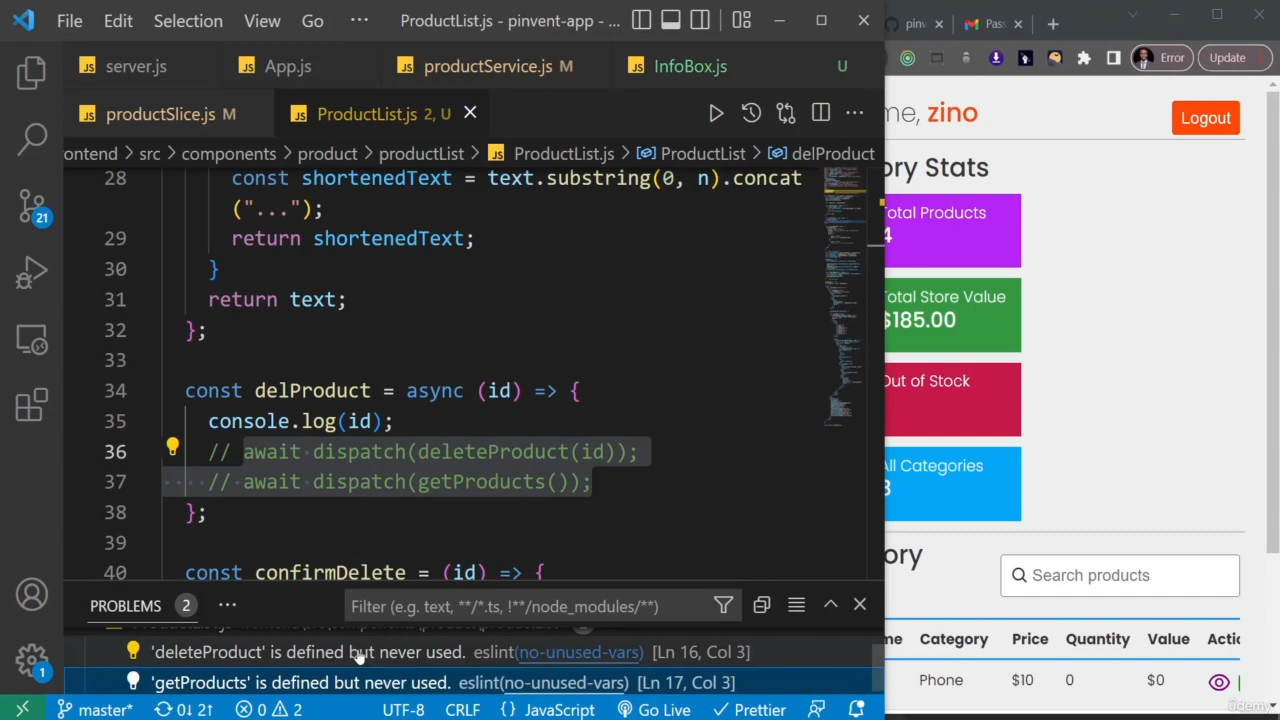 File Edit Selection View Go ··· ProductList.js - pinvent-app - ...
server.js App.js productService.js M InfoBox.js U
productSlice.js M ProductList.js 2, U
ontend > src > components > product > productList > ProductList.js > ProductList > delProduct
28 const shortenedText = text.substring(0, n).concat
("...");
29 return shortenedText;
30 }
31 return text;
32 };
33
34 const delProduct = async (id) => {
35 console.log(id);
36 // await dispatch(deleteProduct(id));
37 // await dispatch(getProducts());
38 };
39
40 const confirmDelete = (id) => {
PROBLEMS 2 ··· Filter (e.g. text, **/*.ts, !**/node_modules/**)
'deleteProduct' is defined but never used. eslint(no-unused-vars) [Ln 16, Col 3]
'getProducts' is defined but never used. eslint(no-unused-vars) [Ln 17, Col 3]
21
1
master* 0↓ 2↑ 0 2 UTF-8 CRLF {} JavaScript Go Live Prettier
pinv Pass
Error Update
me, zino Logout
ory Stats
Total Products
4
Total Store Value
$185.00
Out of Stock
All Categories
3
ory Search products
me Category Price Quantity Value Actio
Phone $10 0 $0
ûdemy